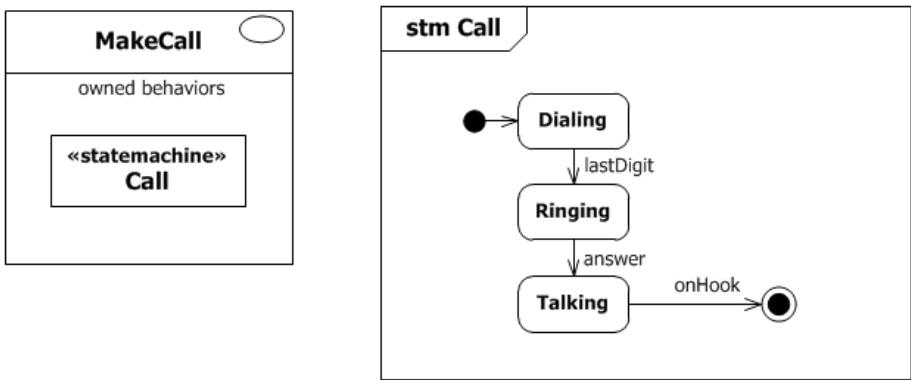 MakeCall
owned behaviors
«statemachine»
Call
stm Call
Dialing
lastDigit
Ringing
answer
Talking
onHook